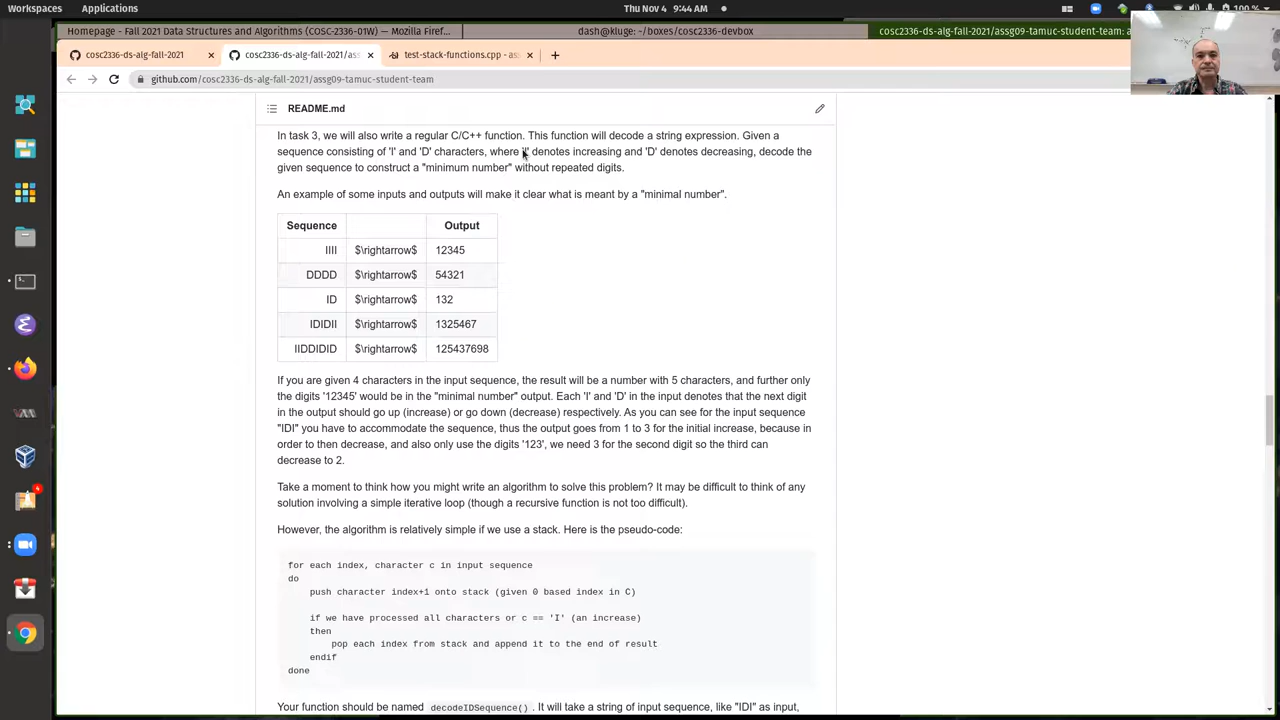 Workspaces Applications Thu Nov 4 9:44 AM
Homepage - Fall 2021 Data Structures and Algorithms (COSC-2336-01W) — Mozilla Firef... dash@kluge: ~/boxes/cosc2336-devbox cosc2336-ds-alg-fall-2021/assg09-tamuc-student-team: a
cosc2336-ds-alg-fall-2021 × cosc2336-ds-alg-fall-2021/ass × test-stack-functions.cpp - ass × +
github.com/cosc2336-ds-alg-fall-2021/assg09-tamuc-student-team
README.md
In task 3, we will also write a regular C/C++ function. This function will decode a string expression. Given a
sequence consisting of 'I' and 'D' characters, where 'I' denotes increasing and 'D' denotes decreasing, decode the
given sequence to construct a "minimum number" without repeated digits.
An example of some inputs and outputs will make it clear what is meant by a "minimal number".
Sequence Output
IIII $\rightarrow$ 12345
DDDD $\rightarrow$ 54321
ID $\rightarrow$ 132
IDIDII $\rightarrow$ 1325467
IIDDIDID $\rightarrow$ 125437698
If you are given 4 characters in the input sequence, the result will be a number with 5 characters, and further only
the digits '12345' would be in the "minimal number" output. Each 'I' and 'D' in the input denotes that the next digit
in the output should go up (increase) or go down (decrease) respectively. As you can see for the input sequence
"IDI" you have to accommodate the sequence, thus the output goes from 1 to 3 for the initial increase, because in
order to then decrease, and also only use the digits '123', we need 3 for the second digit so the third can
decrease to 2.
Take a moment to think how you might write an algorithm to solve this problem? It may be difficult to think of any
solution involving a simple iterative loop (though a recursive function is not too difficult).
However, the algorithm is relatively simple if we use a stack. Here is the pseudo-code:
for each index, character c in input sequence
do
push character index+1 onto stack (given 0 based index in C)
if we have processed all characters or c == 'I' (an increase)
then
pop each index from stack and append it to the end of result
endif
done
Your function should be named decodeIDSequence() . It will take a string of input sequence, like "IDI" as input,